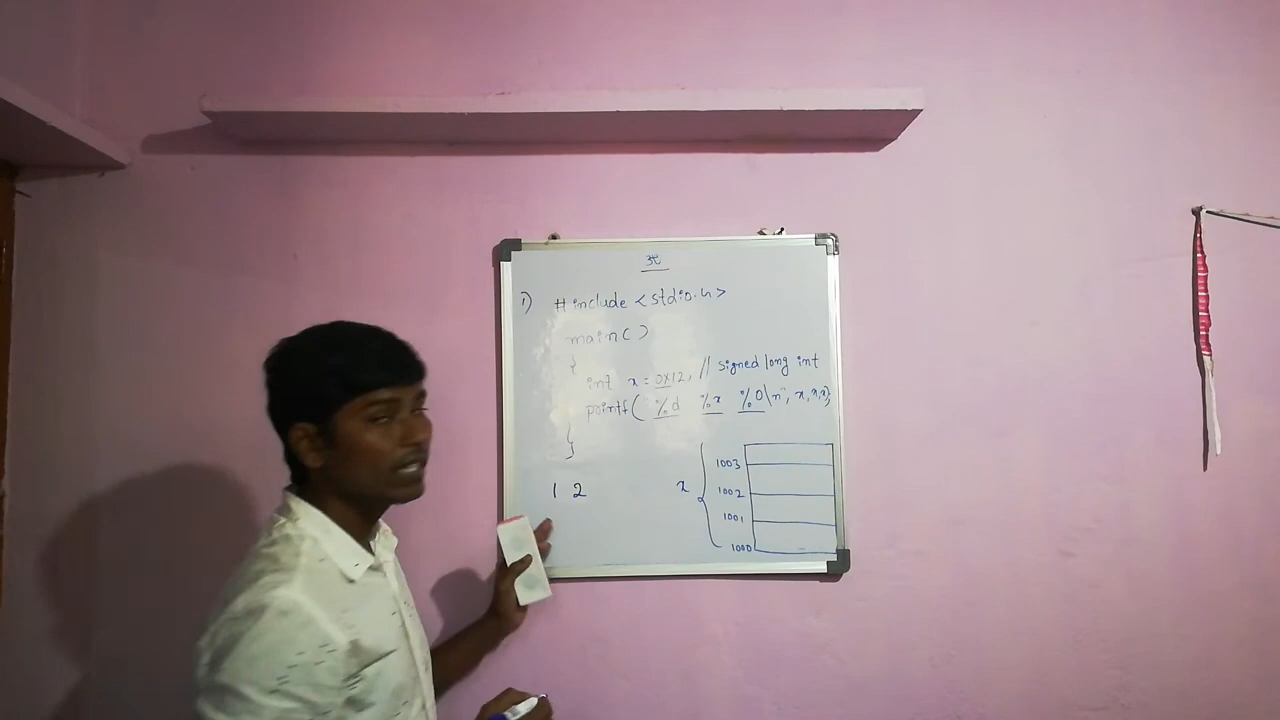 ॐ
1) #include <stdio.h>
main()
{
int x = 0x12; // signed long int
printf("%d %x %O\n", x, x, x);
}
1 2
x
1003
1002
1001
1000